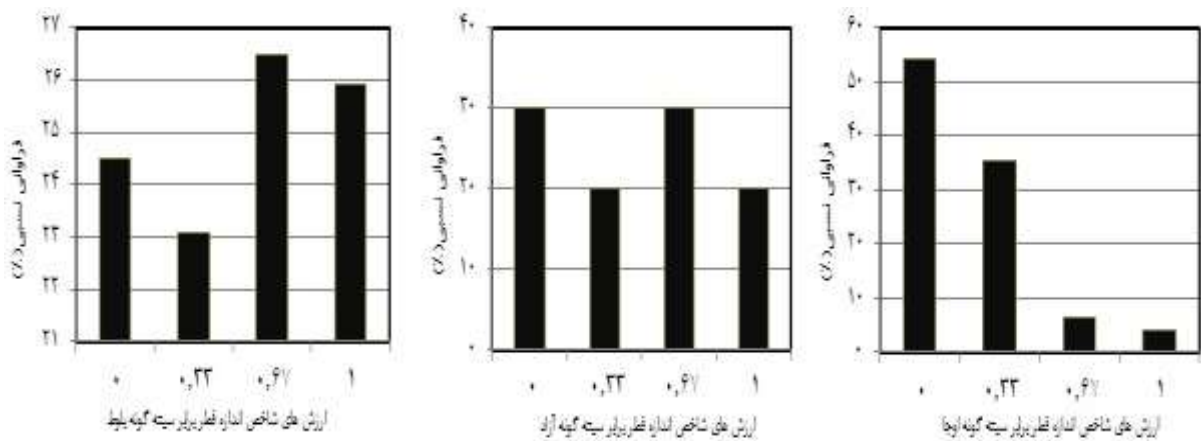 ۲۷
۲۶
۲۵
۲۴
۲۳
۲۲
۲۱
فراوانی نسبی(٪)
۰ ۰٫۳۳ ۰٫۶۷ ۱
ارزش های شاخص اندازه قطر برابر سینه گونه بلوط
۴۰
۳۰
۲۰
۱۰
۰
فراوانی نسبی(٪)
۰ ۰٫۳۳ ۰٫۶۷ ۱
ارزش های شاخص اندازه قطر برابر سینه گونه آزاد
۶۰
۵۰
۴۰
۳۰
۲۰
۱۰
۰
فراوانی نسبی(٪)
۰ ۰٫۳۳ ۰٫۶۷ ۱
ارزش های شاخص اندازه قطر برابر سینه گونه اوجا